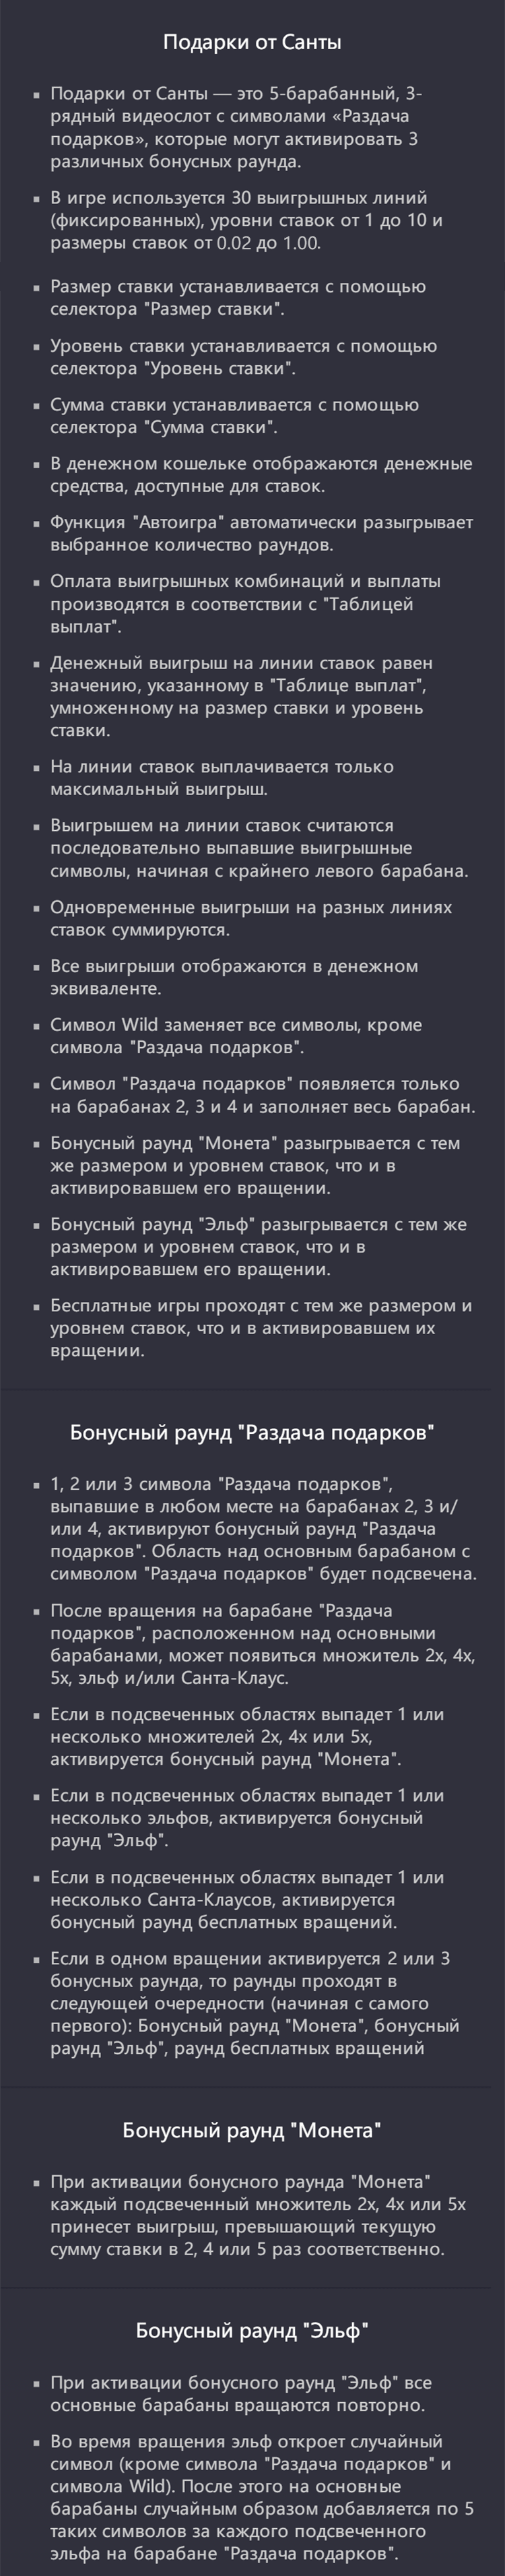 Подарки от Санты
▪ Подарки от Санты — это 5-барабанный, 3-
рядный видеослот с символами «Раздача
подарков», которые могут активировать 3
различных бонусных раунда.
▪ В игре используется 30 выигрышных линий
(фиксированных), уровни ставок от 1 до 10 и
размеры ставок от 0.02 до 1.00.
▪ Размер ставки устанавливается с помощью
селектора "Размер ставки".
▪ Уровень ставки устанавливается с помощью
селектора "Уровень ставки".
▪ Сумма ставки устанавливается с помощью
селектора "Сумма ставки".
▪ В денежном кошельке отображаются денежные
средства, доступные для ставок.
▪ Функция "Автоигра" автоматически разыгрывает
выбранное количество раундов.
▪ Оплата выигрышных комбинаций и выплаты
производятся в соответствии с "Таблицей
выплат".
▪ Денежный выигрыш на линии ставок равен
значению, указанному в "Таблице выплат",
умноженному на размер ставки и уровень
ставки.
▪ На линии ставок выплачивается только
максимальный выигрыш.
▪ Выигрышем на линии ставок считаются
последовательно выпавшие выигрышные
символы, начиная с крайнего левого барабана.
▪ Одновременные выигрыши на разных линиях
ставок суммируются.
▪ Все выигрыши отображаются в денежном
эквиваленте.
▪ Символ Wild заменяет все символы, кроме
символа "Раздача подарков".
▪ Символ "Раздача подарков" появляется только
на барабанах 2, 3 и 4 и заполняет весь барабан.
▪ Бонусный раунд "Монета" разыгрывается с тем
же размером и уровнем ставок, что и в
активировавшем его вращении.
▪ Бонусный раунд "Эльф" разыгрывается с тем же
размером и уровнем ставок, что и в
активировавшем его вращении.
▪ Бесплатные игры проходят с тем же размером и
уровнем ставок, что и в активировавшем их
вращении.
Бонусный раунд "Раздача подарков"
▪ 1, 2 или 3 символа "Раздача подарков",
выпавшие в любом месте на барабанах 2, 3 и/
или 4, активируют бонусный раунд "Раздача
подарков". Область над основным барабаном с
символом "Раздача подарков" будет подсвечена.
▪ После вращения на барабане "Раздача
подарков", расположенном над основными
барабанами, может появиться множитель 2x, 4x,
5x, эльф и/или Санта-Клаус.
▪ Если в подсвеченных областях выпадет 1 или
несколько множителей 2x, 4x или 5x,
активируется бонусный раунд "Монета".
▪ Если в подсвеченных областях выпадет 1 или
несколько эльфов, активируется бонусный
раунд "Эльф".
▪ Если в подсвеченных областях выпадет 1 или
несколько Санта-Клаусов, активируется
бонусный раунд бесплатных вращений.
▪ Если в одном вращении активируется 2 или 3
бонусных раунда, то раунды проходят в
следующей очередности (начиная с самого
первого): Бонусный раунд "Монета", бонусный
раунд "Эльф", раунд бесплатных вращений
Бонусный раунд "Монета"
▪ При активации бонусного раунда "Монета"
каждый подсвеченный множитель 2x, 4x или 5x
принесет выигрыш, превышающий текущую
сумму ставки в 2, 4 или 5 раз соответственно.
Бонусный раунд "Эльф"
▪ При активации бонусного раунд "Эльф" все
основные барабаны вращаются повторно.
▪ Во время вращения эльф откроет случайный
символ (кроме символа "Раздача подарков" и
символа Wild). После этого на основные
барабаны случайным образом добавляется по 5
таких символов за каждого подсвеченного
эльфа на барабане "Раздача подарков".